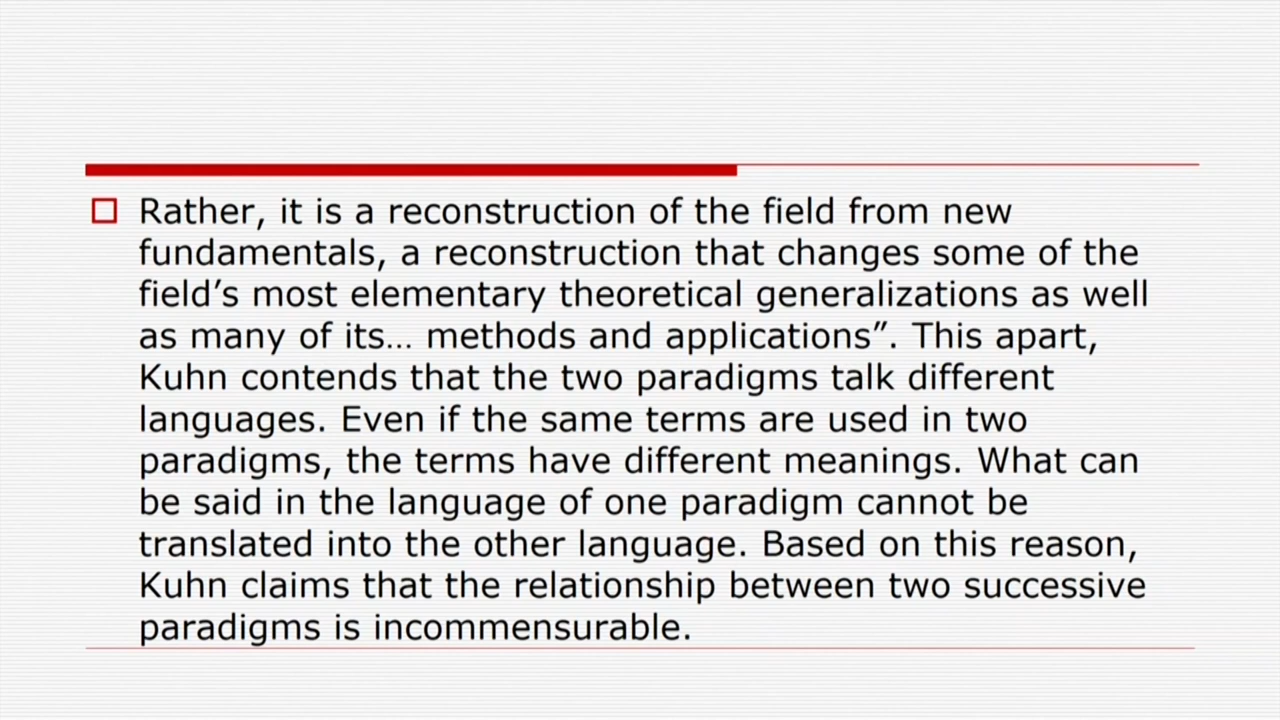 Rather, it is a reconstruction of the field from new
fundamentals, a reconstruction that changes some of the
field’s most elementary theoretical generalizations as well
as many of its… methods and applications”. This apart,
Kuhn contends that the two paradigms talk different
languages. Even if the same terms are used in two
paradigms, the terms have different meanings. What can
be said in the language of one paradigm cannot be
translated into the other language. Based on this reason,
Kuhn claims that the relationship between two successive
paradigms is incommensurable.